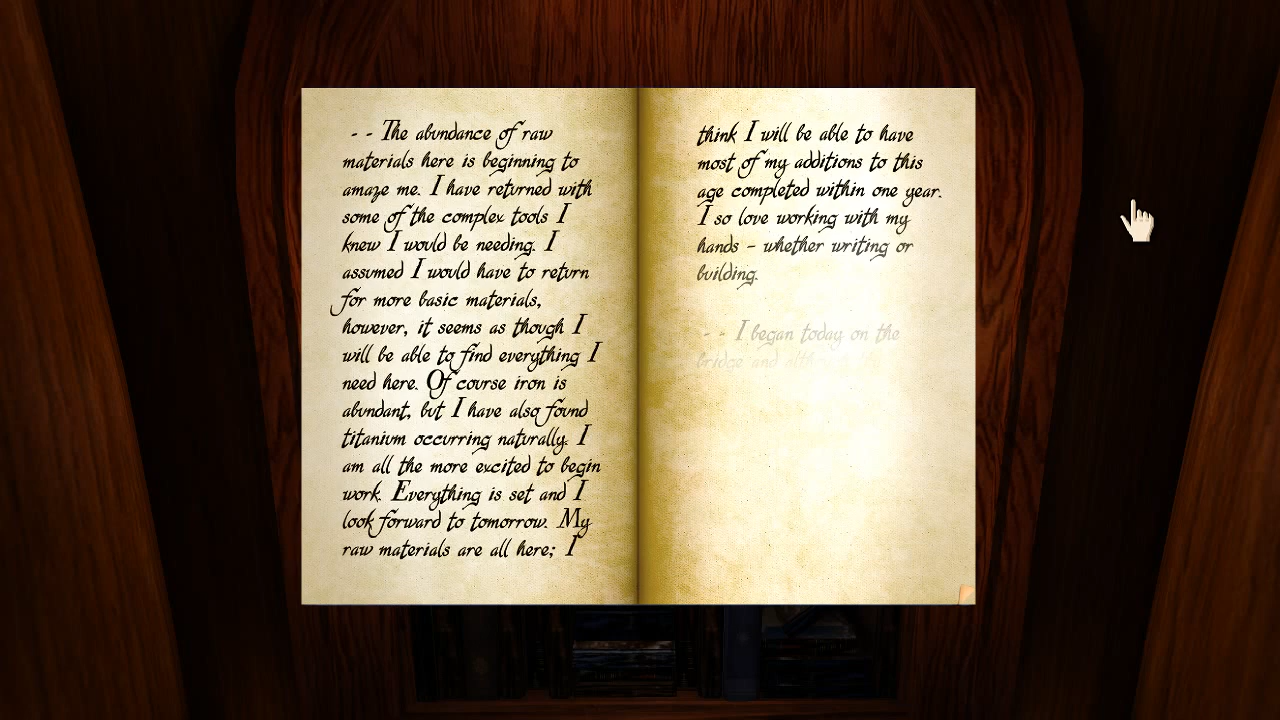 - - The abundance of raw
materials here is beginning to
amaze me. I have returned with
some of the complex tools I
knew I would be needing. I
assumed I would have to return
for more basic materials,
however, it seems as though I
will be able to find everything I
need here. Of course iron is
abundant, but I have also found
titanium occurring naturally. I
am all the more excited to begin
work. Everything is set and I
look forward to tomorrow. My
raw materials are all here; I
think I will be able to have
most of my additions to this
age completed within one year.
I so love working with my
hands - whether writing or
building.
- - I began today on the
bridge and although